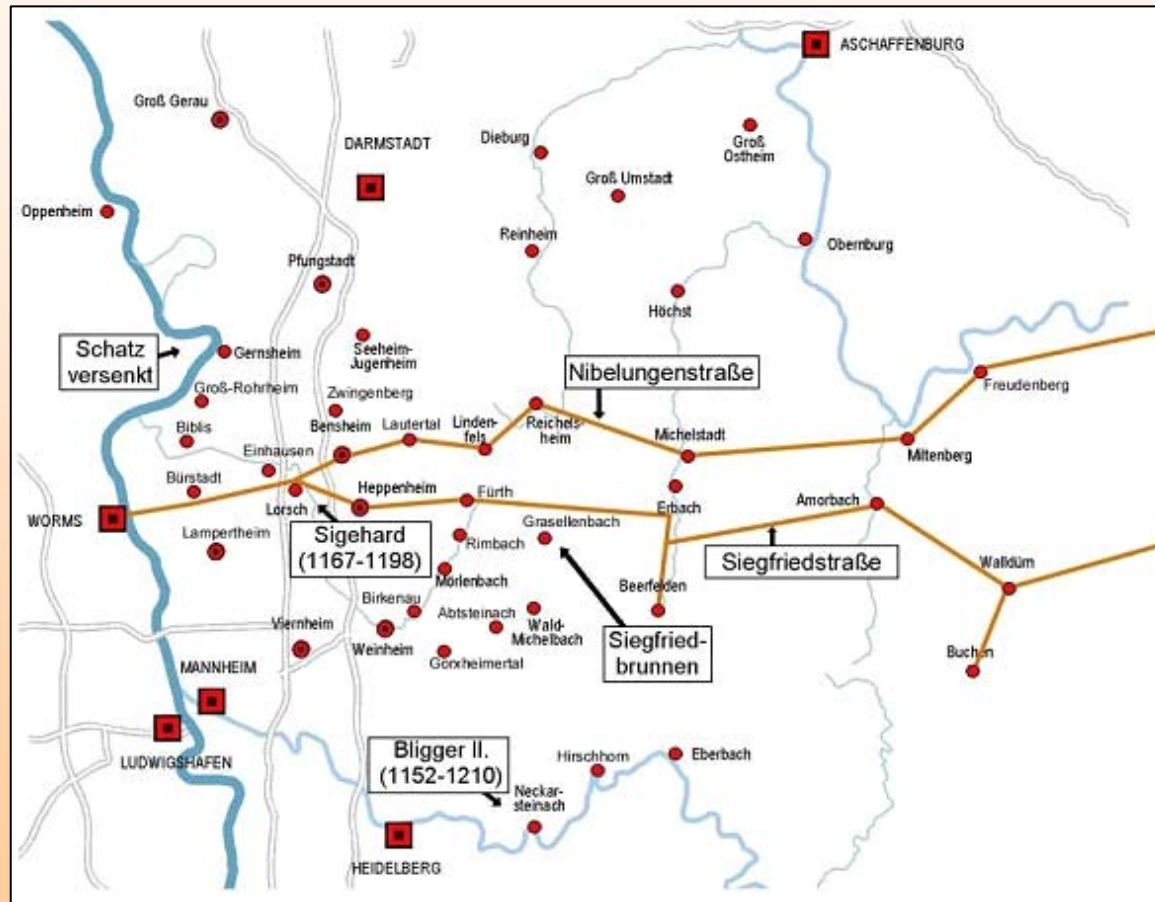 ASCHAFFENBURG
Groß Gerau
DARMSTADT
Dieburg
Groß
Ostheim
Groß Umstadt
Oppenheim
Reinheim
Obernburg
Pfungstadt
Höchst
Schatz
versenkt
Gernsheim
Seeheim-
Jugenheim
Nibelungenstraße
Freudenberg
Groß-Rohrheim
Zwingenberg
Biblis
Bensheim
Lautertal
Linden-
fels
Reichels-
heim
Michelstadt
Miltenberg
Einhausen
Bürstadt
Heppenheim
Fürth
Erbach
Amorbach
WORMS
Lorsch
Lampertheim
Sigehard
(1167-1198)
Grasellenbach
Rimbach
Siegfriedstraße
Walldürn
Mörlenbach
Beerfelden
Birkenau
Abtsteinach
Wald-
Michelbach
Siegfried-
brunnen
Viernheim
Weinheim
Gorxheimertal
Buchen
MANNHEIM
LUDWIGSHAFEN
Bligger II.
(1152-1210)
Hirschhorn
Eberbach
Neckar-
steinach
HEIDELBERG